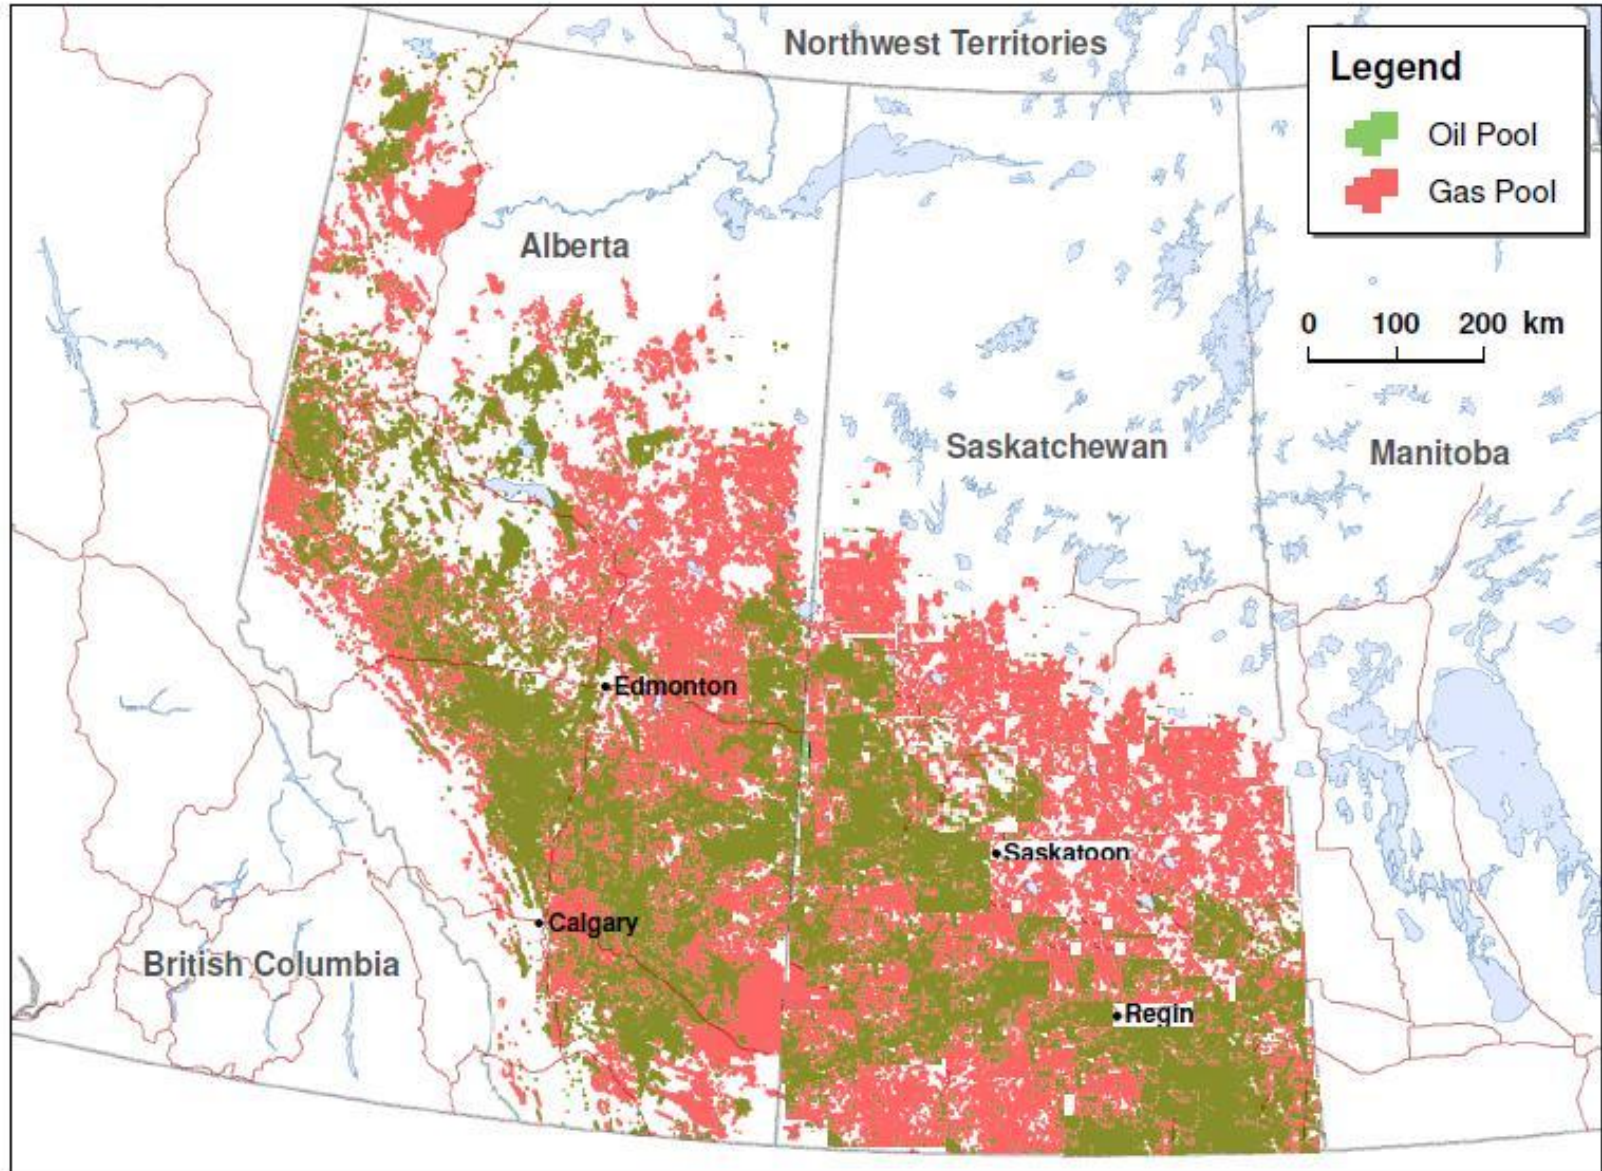 Northwest Territories
Legend
Oil Pool
Gas Pool
Alberta
0 100 200 km
Saskatchewan
Manitoba
Edmonton
Saskatoon
Calgary
British Columbia
Regin